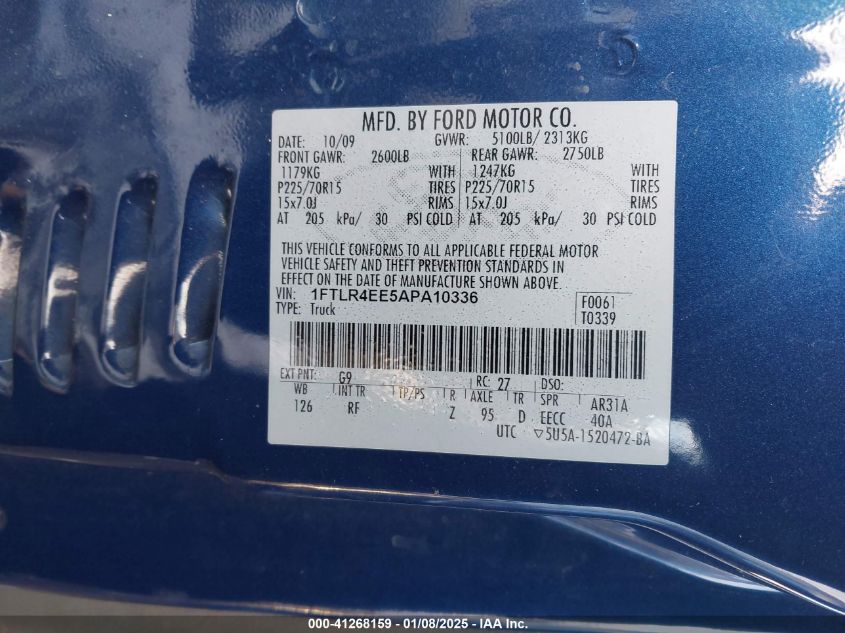 MFD. BY FORD MOTOR CO.
DATE: 10/09 GVWR: 5100LB/ 2313KG
FRONT GAWR: 2600LB REAR GAWR: 2750LB
1179KG WITH 1247KG WITH
P225/70R15 TIRES P225/70R15 TIRES
15x7.0J RIMS 15x7.0J RIMS
AT 205 kPa/ 30 PSI COLD AT 205 kPa/ 30 PSI COLD
THIS VEHICLE CONFORMS TO ALL APPLICABLE FEDERAL MOTOR
VEHICLE SAFETY AND THEFT PREVENTION STANDARDS IN
EFFECT ON THE DATE OF MANUFACTURE SHOWN ABOVE.
VIN: 1FTLR4EE5APA10336 F0061
TYPE: Truck T0339
EXT PNT: G9 RC: 27 DSO:
WB INT TR TP/PS R AXLE TR SPR AR31A
126 RF Z 95 D EECC 40A
UTC ▽5U5A-1520472-BA
000-41268159 - 01/08/2025 - © IAA Inc.